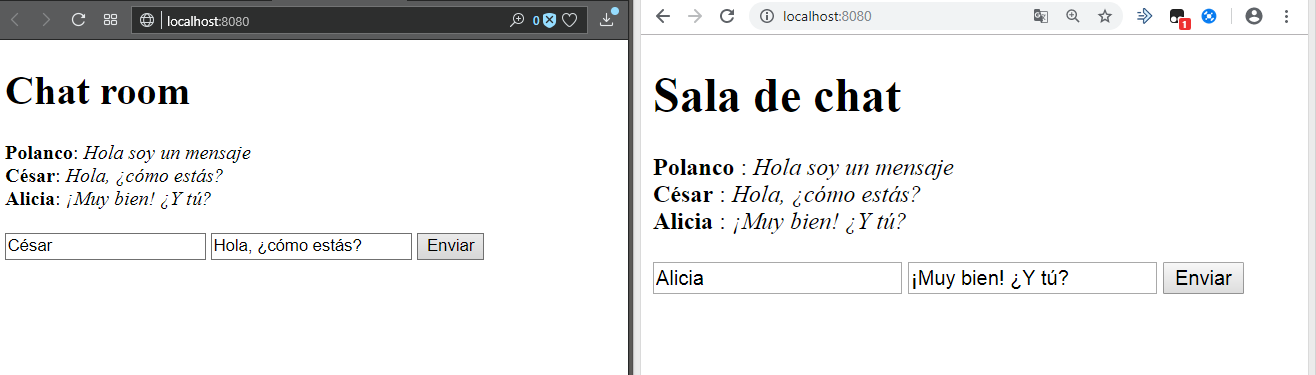 localhost:8080
0
Chat room
Polanco: Hola soy un mensaje
César: Hola, ¿cómo estás?
Alicia: ¡Muy bien! ¿Y tú?
César
Hola, ¿cómo estás?
Enviar
localhost:8080
1
Sala de chat
Polanco : Hola soy un mensaje
César : Hola, ¿cómo estás?
Alicia : ¡Muy bien! ¿Y tú?
Alicia
¡Muy bien! ¿Y tú?
Enviar